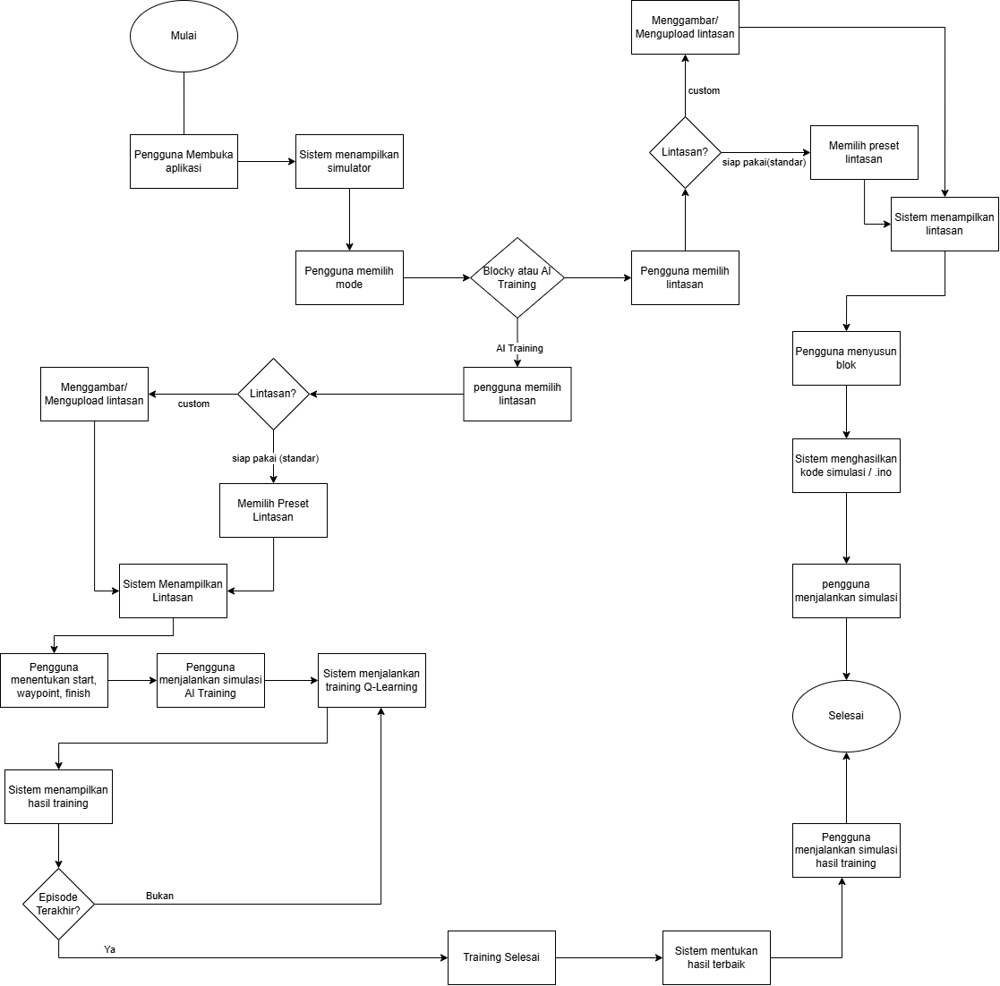 Mulai
Pengguna Membuka
aplikasi
Sistem menampilkan
simulator
Pengguna memilih
mode
Blocky atau AI
Training
Pengguna memilih
lintasan
Lintasan?
custom
Menggambar/
Mengupload lintasan
siap pakai(standar)
Memilih preset
lintasan
Sistem menampilkan
lintasan
Pengguna menyusun
blok
Sistem menghasilkan
kode simulasi / .ino
pengguna
menjalankan simulasi
Selesai
AI Training
pengguna memilih
lintasan
Lintasan?
custom
Menggambar/
Mengupload lintasan
siap pakai (standar)
Memilih Preset
Lintasan
Sistem Menampilkan
Lintasan
Pengguna
menentukan start,
waypoint, finish
Pengguna
menjalankan simulasi
AI Training
Sistem menjalankan
training Q-Learning
Sistem menampilkan
hasil training
Episode
Terakhir?
Bukan
Ya
Training Selesai
Sistem mentukan
hasil terbaik
Pengguna
menjalankan simulasi
hasil training